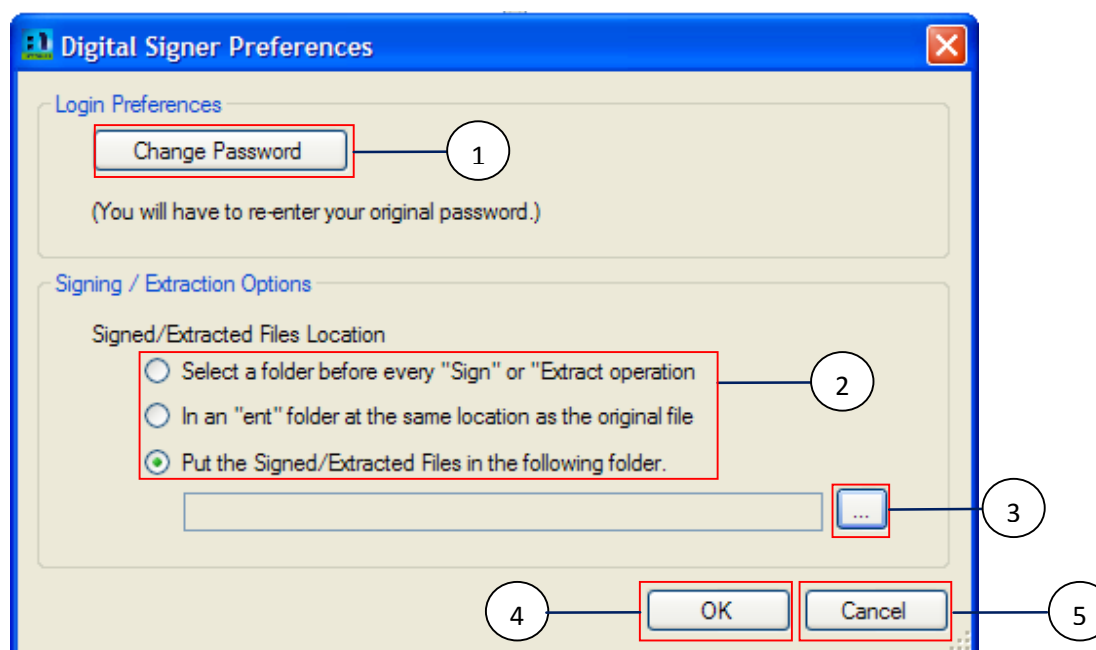 Digital Signer Preferences
Login Preferences
Change Password
1
(You will have to re-enter your original password.)
Signing / Extraction Options
Signed/Extracted Files Location
Select a folder before every "Sign" or "Extract operation
2
In an "ent" folder at the same location as the original file
Put the Signed/Extracted Files in the following folder.
...
3
4
OK
Cancel
5